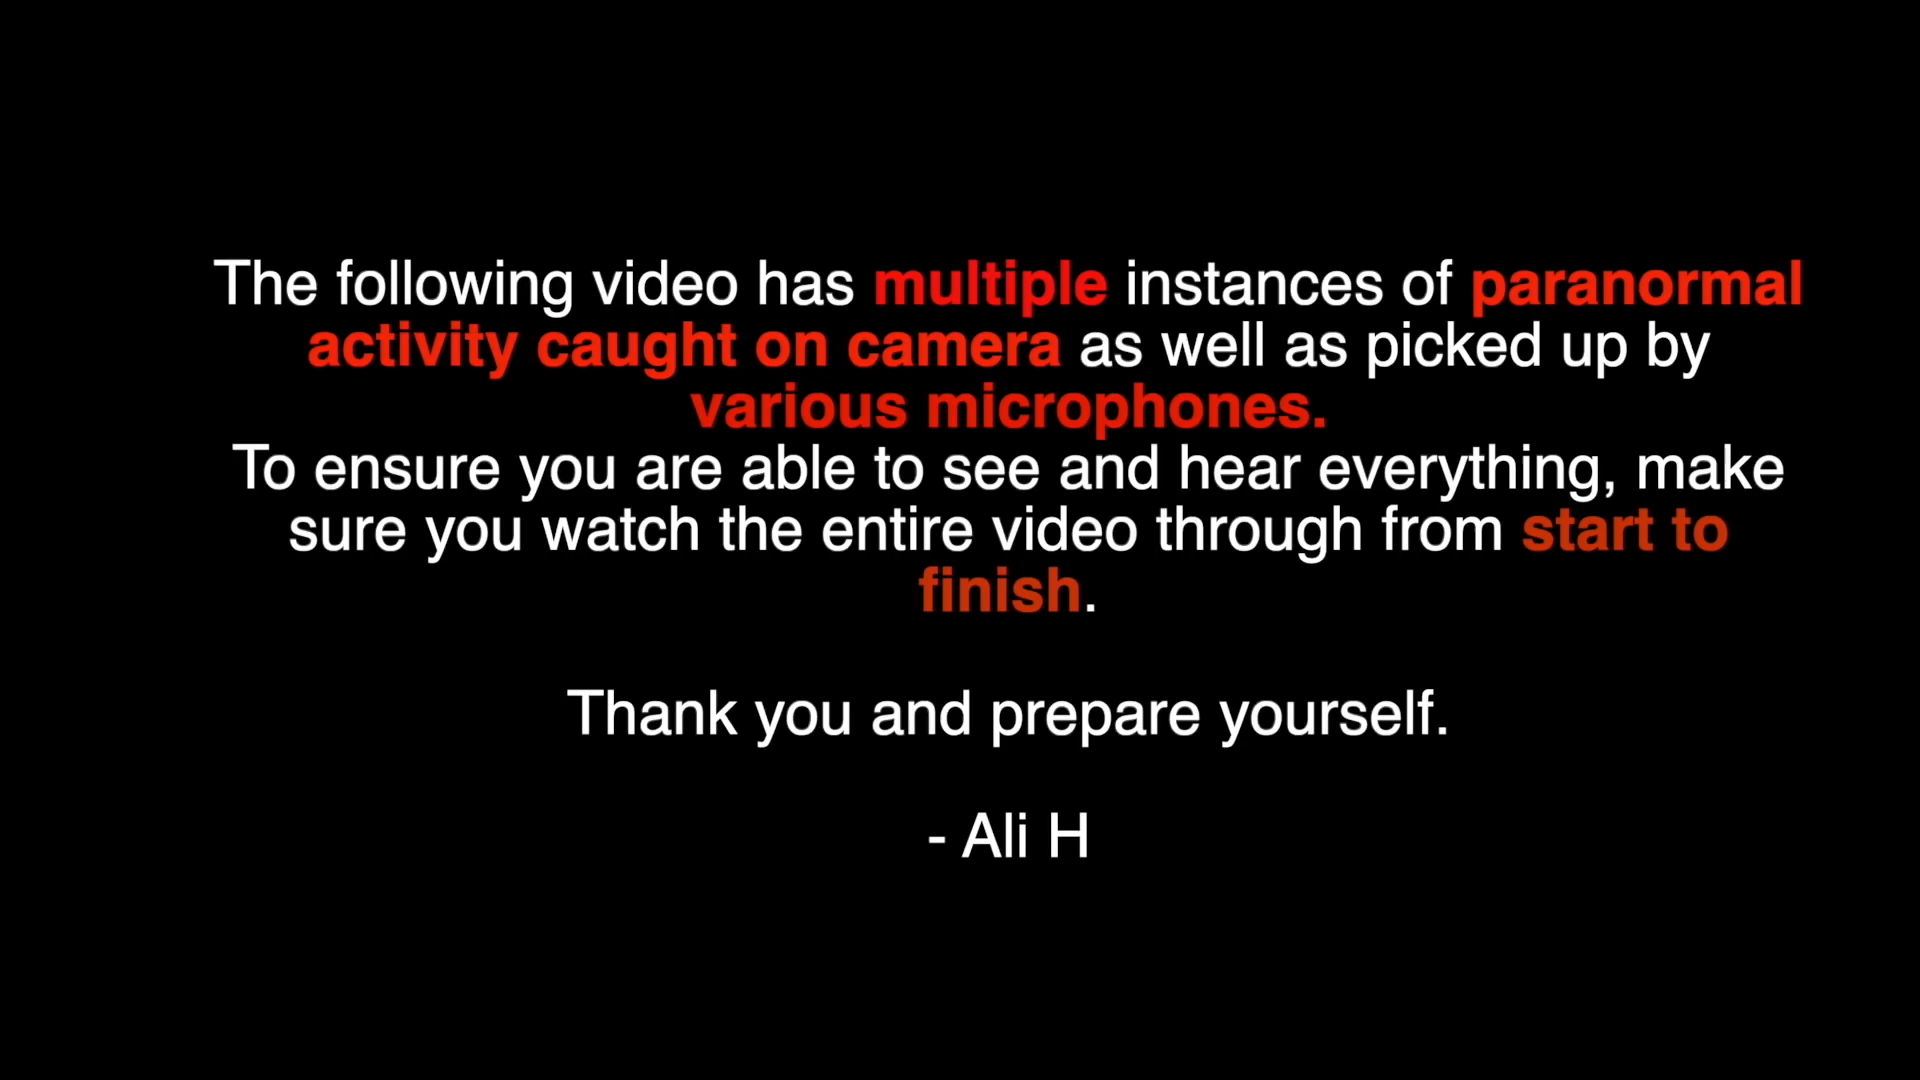 The following video has multiple instances of paranormal
activity caught on camera as well as picked up by
various microphones.
To ensure you are able to see and hear everything, make
sure you watch the entire video through from start to
finish.
Thank you and prepare yourself.
- Ali H